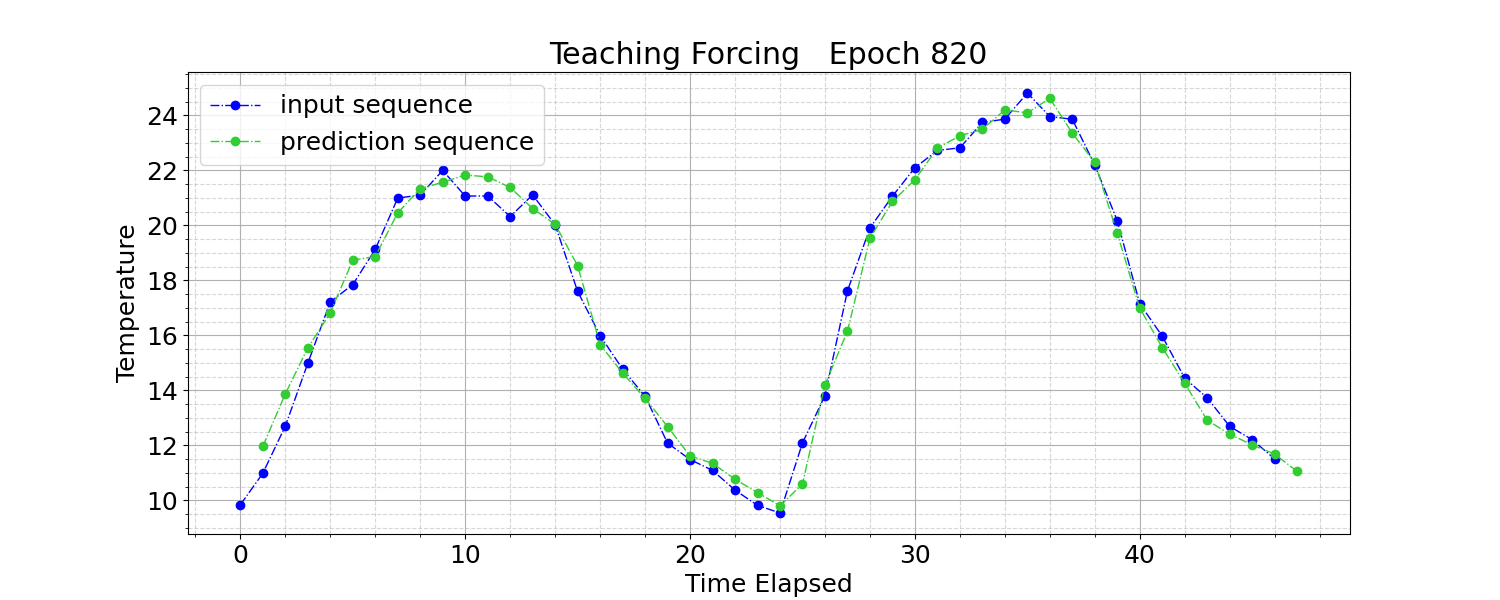 Teaching Forcing   Epoch 820
input sequence
prediction sequence
Temperature
24
22
20
18
16
14
12
10
0 10 20 30 40
Time Elapsed